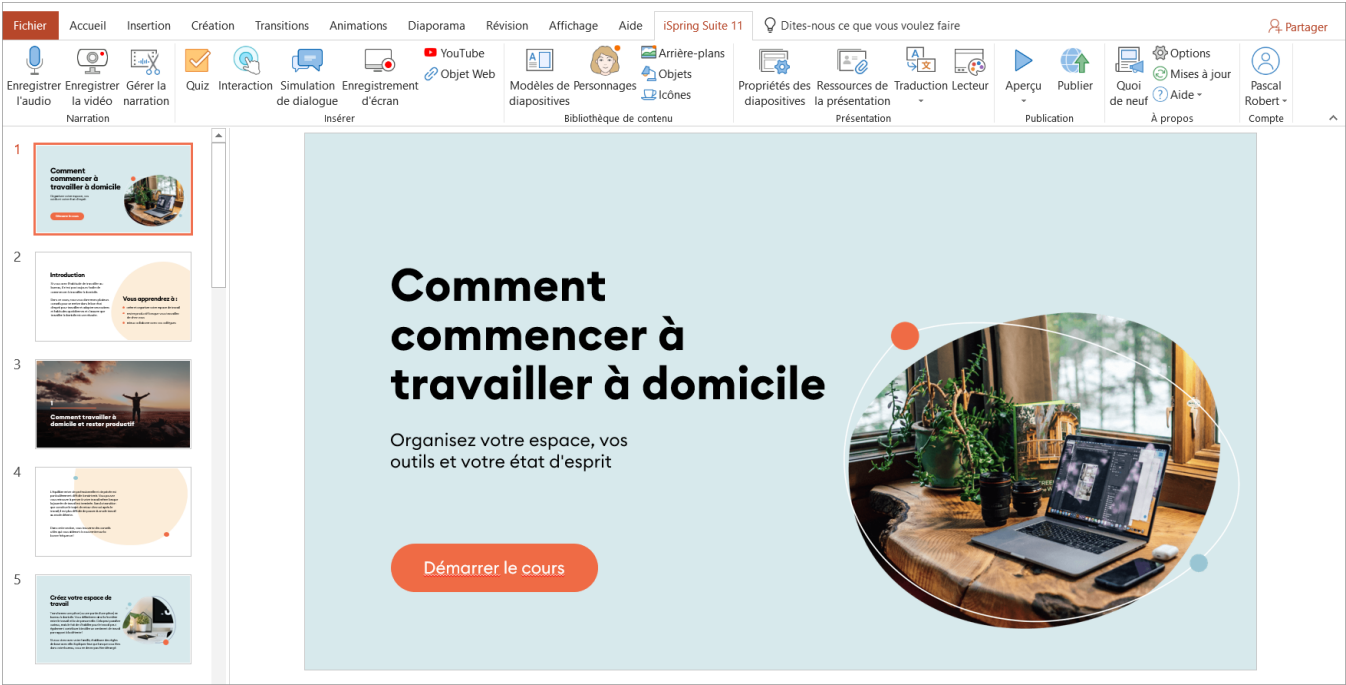 Fichier Accueil Insertion Création Transitions Animations Diaporama Révision Affichage Aide iSpring Suite 11 Dites-nous ce que vous voulez faire Partager
Enregistrer l'audio
Enregistrer la vidéo
Gérer la narration
Narration
Quiz
Interaction
Simulation de dialogue
Enregistrement d'écran
YouTube
Objet Web
Insérer
Modèles de diapositives
Personnages
Arrière-plans
Objets
Icônes
Bibliothèque de contenu
Propriétés des diapositives
Ressources de la présentation
Traduction
Lecteur
Présentation
Aperçu
Publier
Publication
Quoi de neuf
Options
Mises à jour
Aide
À propos
Pascal Robert
Compte
1
Comment
commencer à
travailler à domicile
2
Introduction
Vous apprendrez à :
3
Comment travailler à
domicile et rester productif
4
5
Créez votre espace de
travail
Comment
commencer à
travailler à domicile
Organisez votre espace, vos
outils et votre état d'esprit
Démarrer le cours